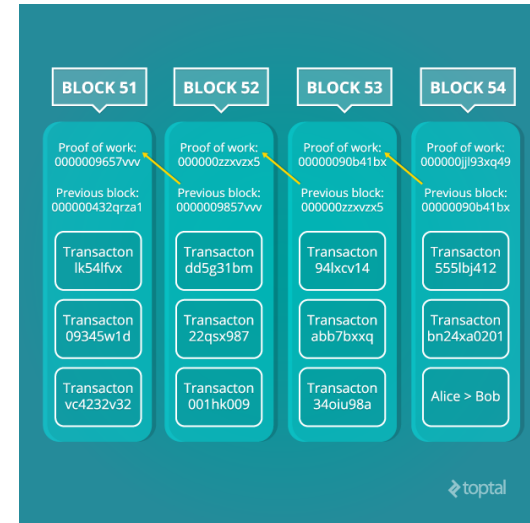 BLOCK 51
Proof of work:
0000009657vvv
Previous block:
000000432qrza1
Transacton
lk54lfvx
Transacton
09345w1d
Transacton
vc4232v32
BLOCK 52
Proof of work:
000000zzxvzx5
Previous block:
0000009857vvv
Transacton
dd5g31bm
Transacton
22qsx987
Transacton
001hk009
BLOCK 53
Proof of work:
00000090b41bx
Previous block:
000000zzxvzx5
Transacton
94lxcv14
Transacton
abb7bxxq
Transacton
34oiu98a
BLOCK 54
Proof of work:
000000jjl93xq49
Previous block:
00000090b41bx
Transacton
555lbj412
Transacton
bn24xa0201
Alice > Bob
toptal